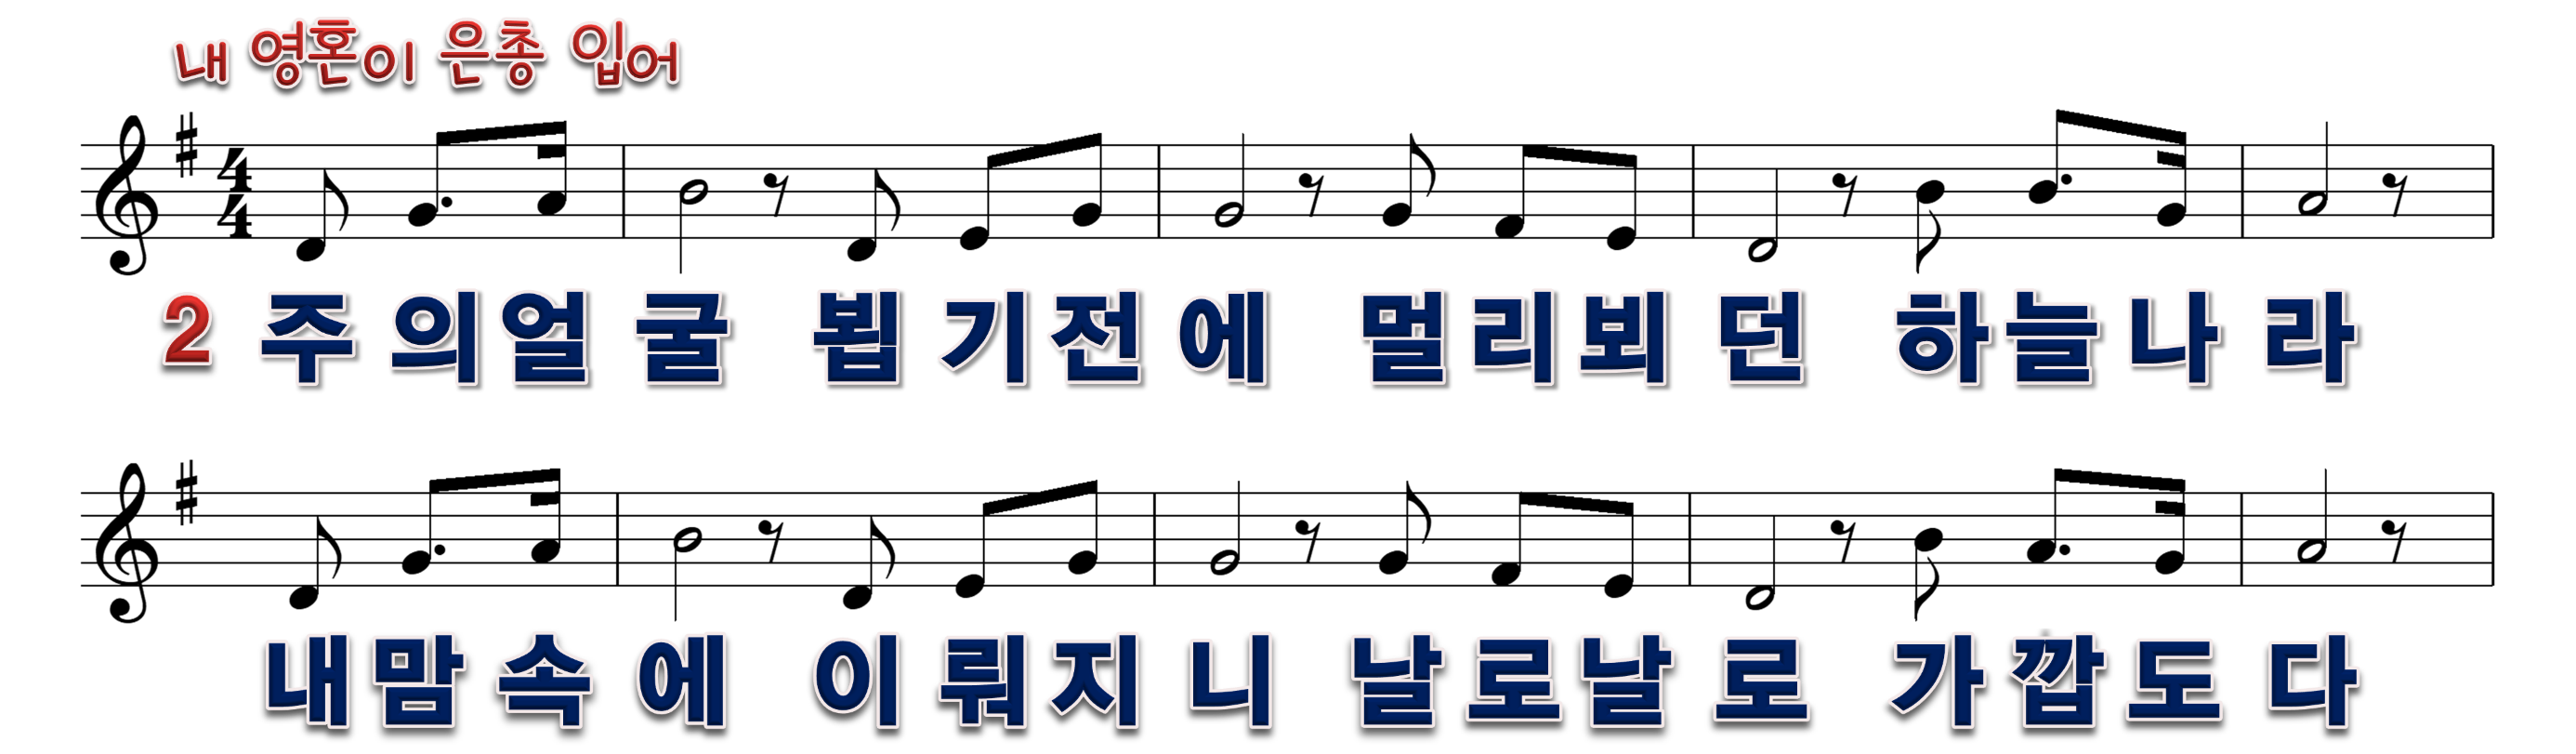 내 영혼이 은총 입어
4
4
2 주 의 얼 굴 뵙 기 전 에 멀 리 뵈 던 하 늘 나 라
내 맘 속 에 이 뤄 지 니 날 로 날 로 가 깝 도 다